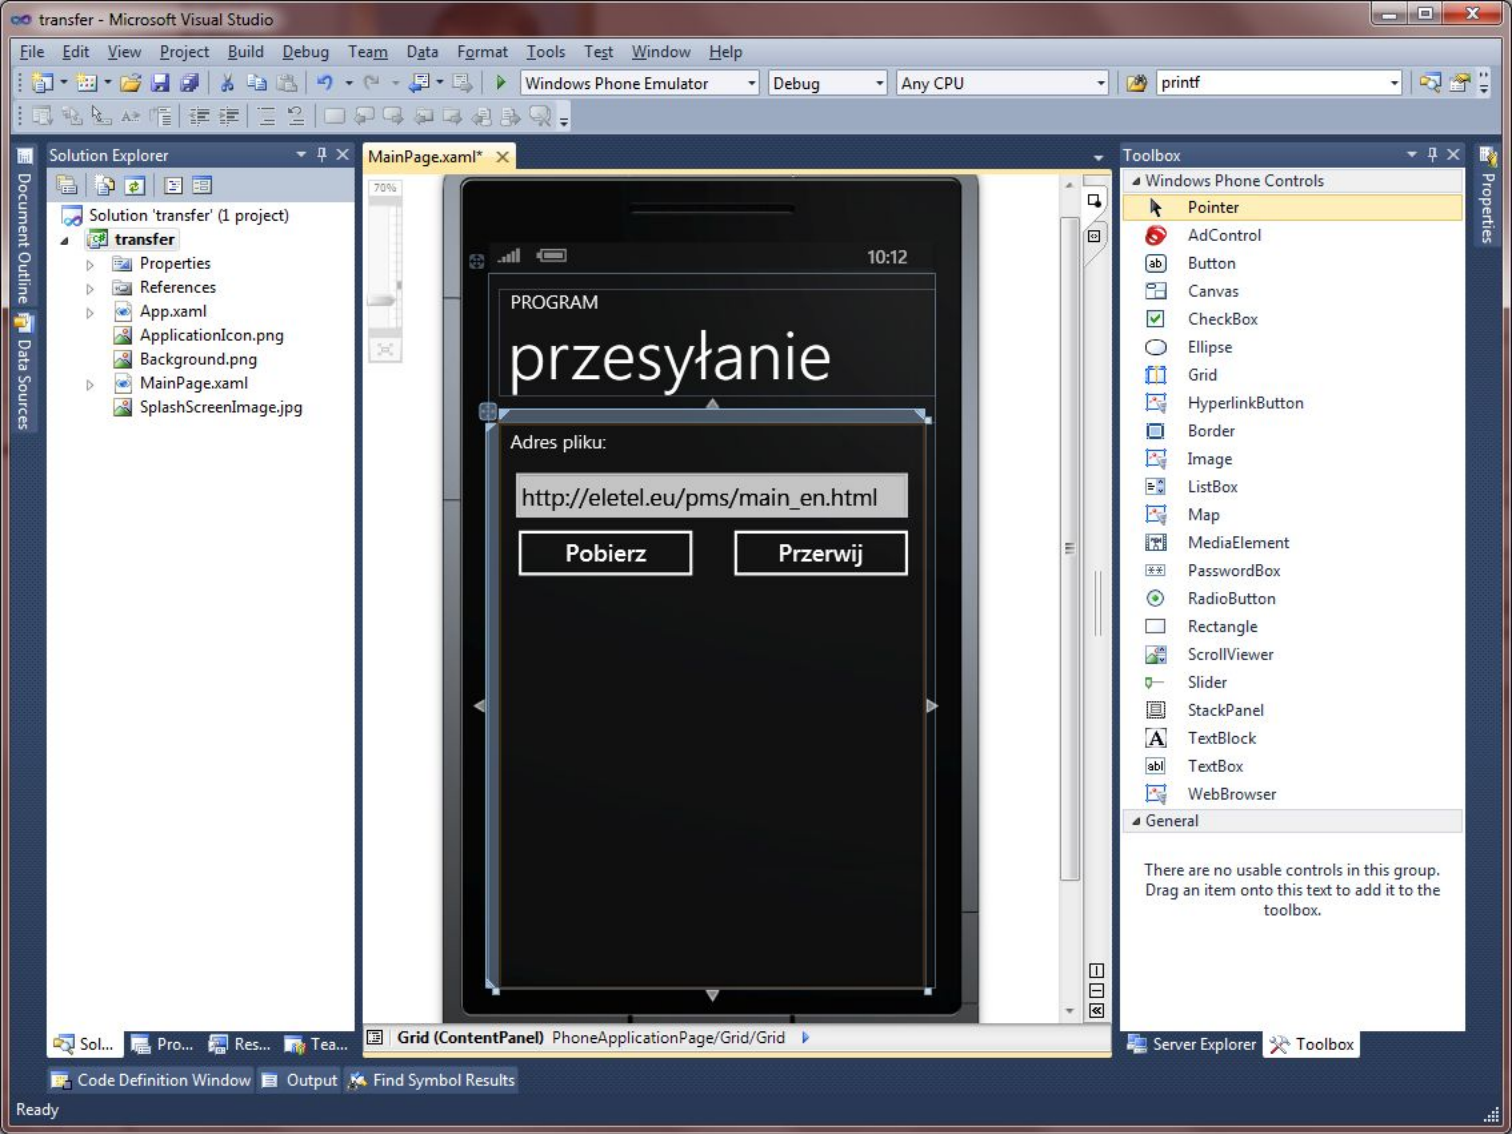 transfer - Microsoft Visual Studio
File Edit View Project Build Debug Team Data Format Tools Test Window Help
Windows Phone Emulator Debug Any CPU printf
Document Outline
Data Sources
Solution Explorer
Solution 'transfer' (1 project)
transfer
Properties
References
App.xaml
ApplicationIcon.png
Background.png
MainPage.xaml
SplashScreenImage.jpg
Sol... Pro... Res... Tea...
MainPage.xaml*
70%
10:12
PROGRAM
przesyłanie
Adres pliku:
http://eletel.eu/pms/main_en.html
Pobierz Przerwij
Grid (ContentPanel) PhoneApplicationPage/Grid/Grid
Toolbox
Windows Phone Controls
Pointer
AdControl
ab Button
Canvas
CheckBox
Ellipse
Grid
HyperlinkButton
Border
Image
ListBox
Map
MediaElement
PasswordBox
RadioButton
Rectangle
ScrollViewer
Slider
StackPanel
A TextBlock
abl TextBox
WebBrowser
General
There are no usable controls in this group.
Drag an item onto this text to add it to the
toolbox.
Server Explorer Toolbox
Properties
Code Definition Window Output Find Symbol Results
Ready